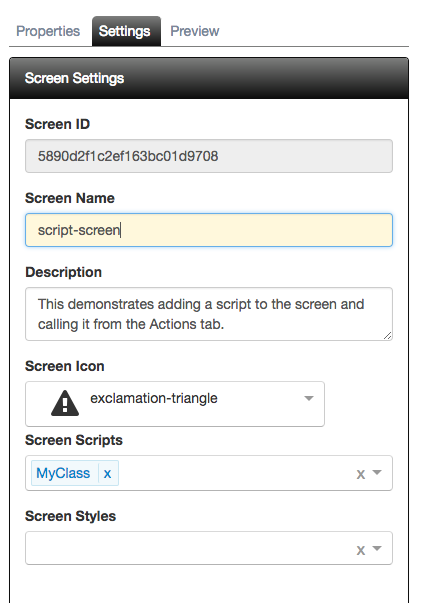 Properties Settings Preview
Screen Settings
Screen ID
5890d2f1c2ef163bc01d9708
Screen Name
script-screen
Description
This demonstrates adding a script to the screen and
calling it from the Actions tab.
Screen Icon
exclamation-triangle
Screen Scripts
MyClass x x
Screen Styles
x